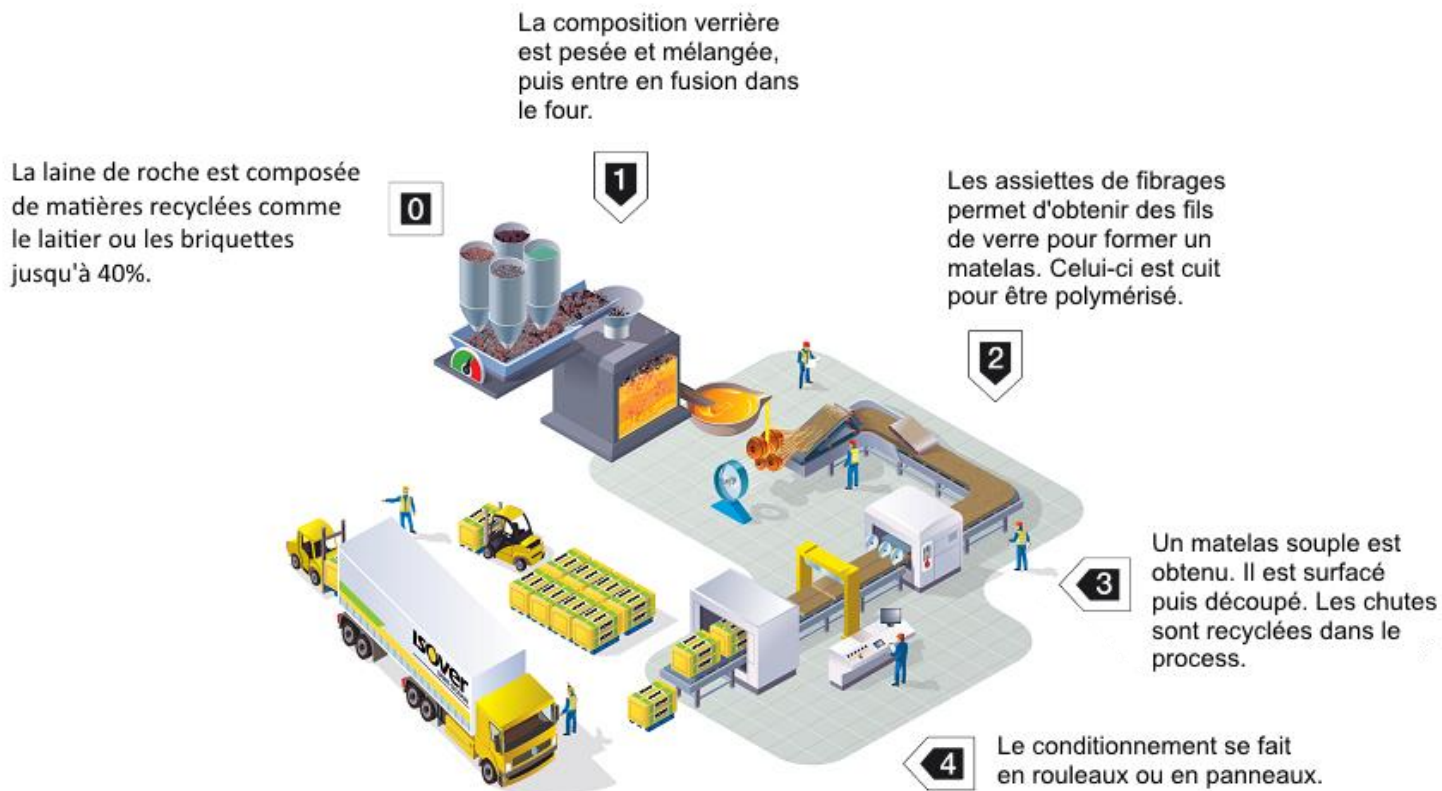 La composition verrière
est pesée et mélangée,
puis entre en fusion dans
le four.
1
La laine de roche est composée
de matières recyclées comme
le laitier ou les briquettes
jusqu'à 40%.
0
Les assiettes de fibrages
permet d'obtenir des fils
de verre pour former un
matelas. Celui-ci est cuit
pour être polymérisé.
2
Un matelas souple est
obtenu. Il est surfacé
puis découpé. Les chutes
sont recyclées dans le
process.
3
isover
Le conditionnement se fait
en rouleaux ou en panneaux.
4